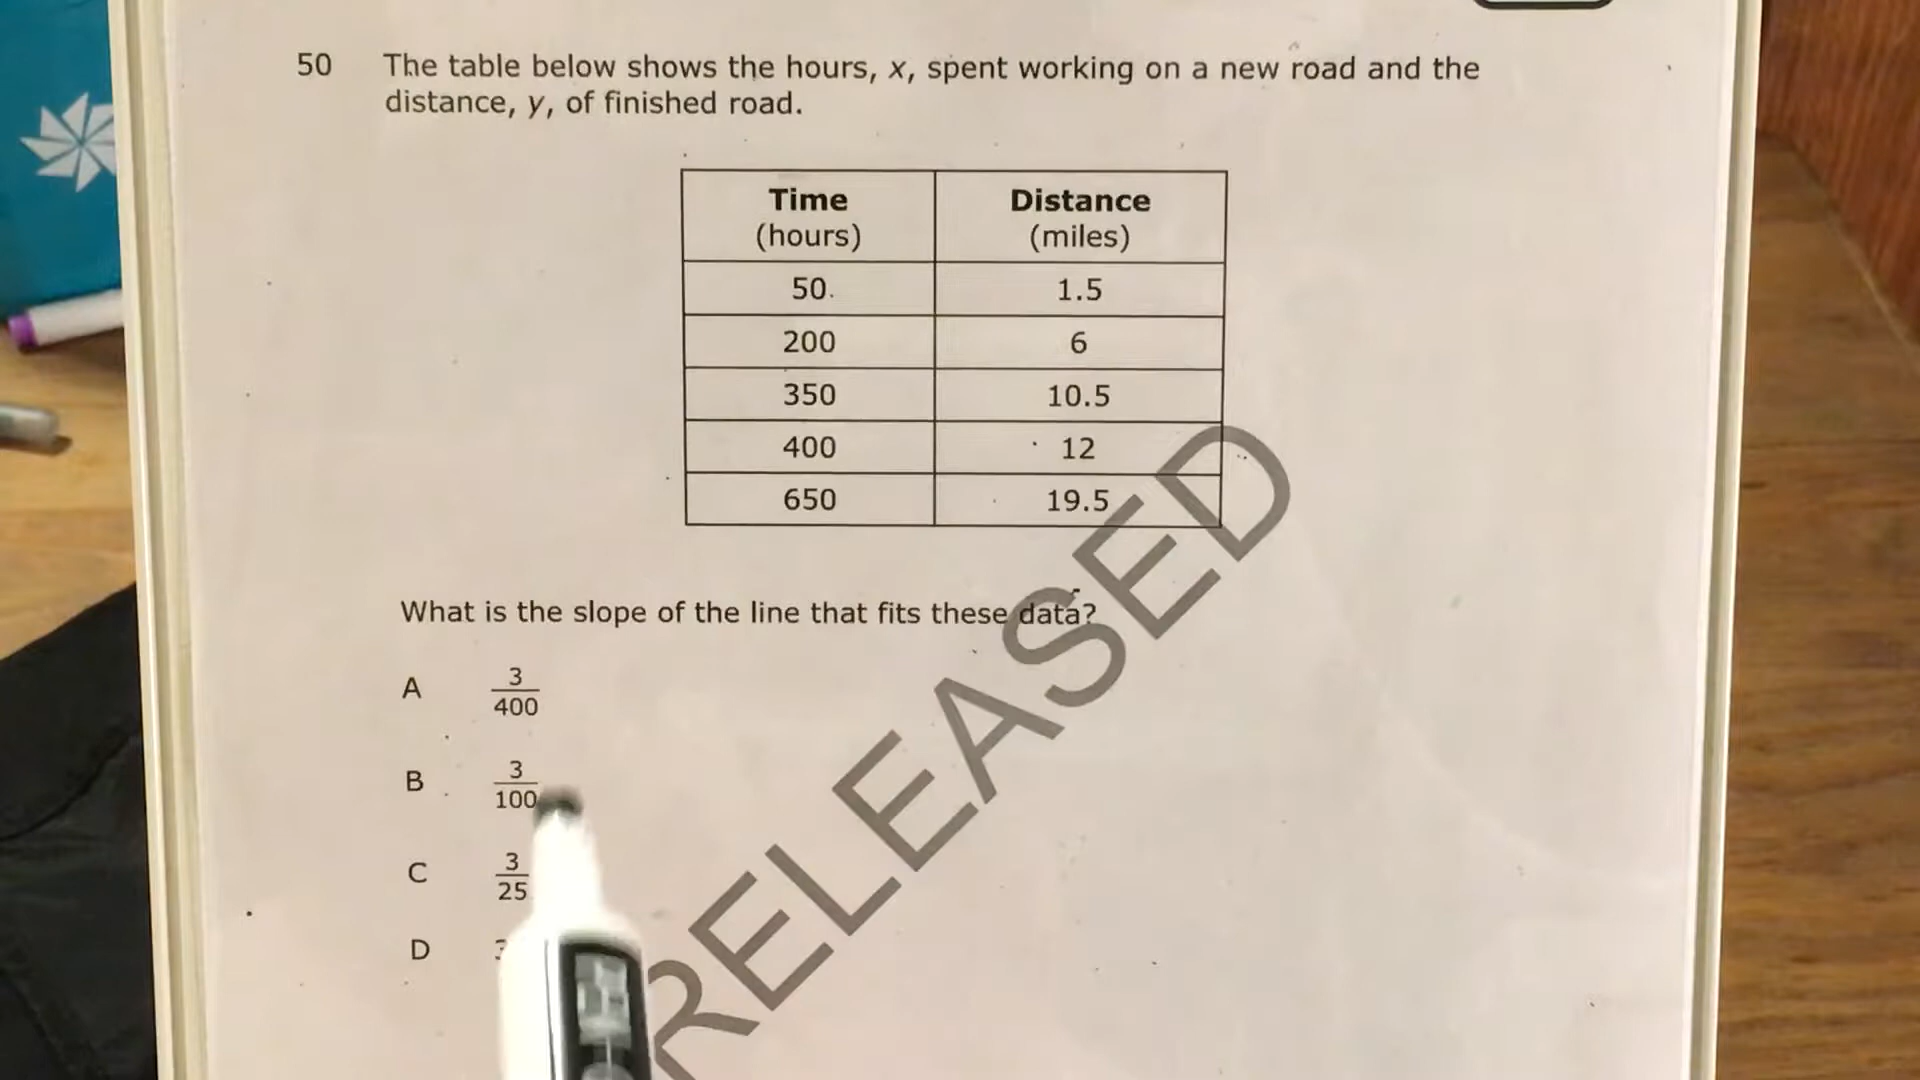 50 The table below shows the hours, x, spent working on a new road and the
distance, y, of finished road.
Time Distance
(hours) (miles)
50 1.5
200 6
350 10.5
400 12
650 19.5
What is the slope of the line that fits these data?
A 3/400
B 3/100
C 3/25
D
RELEASED